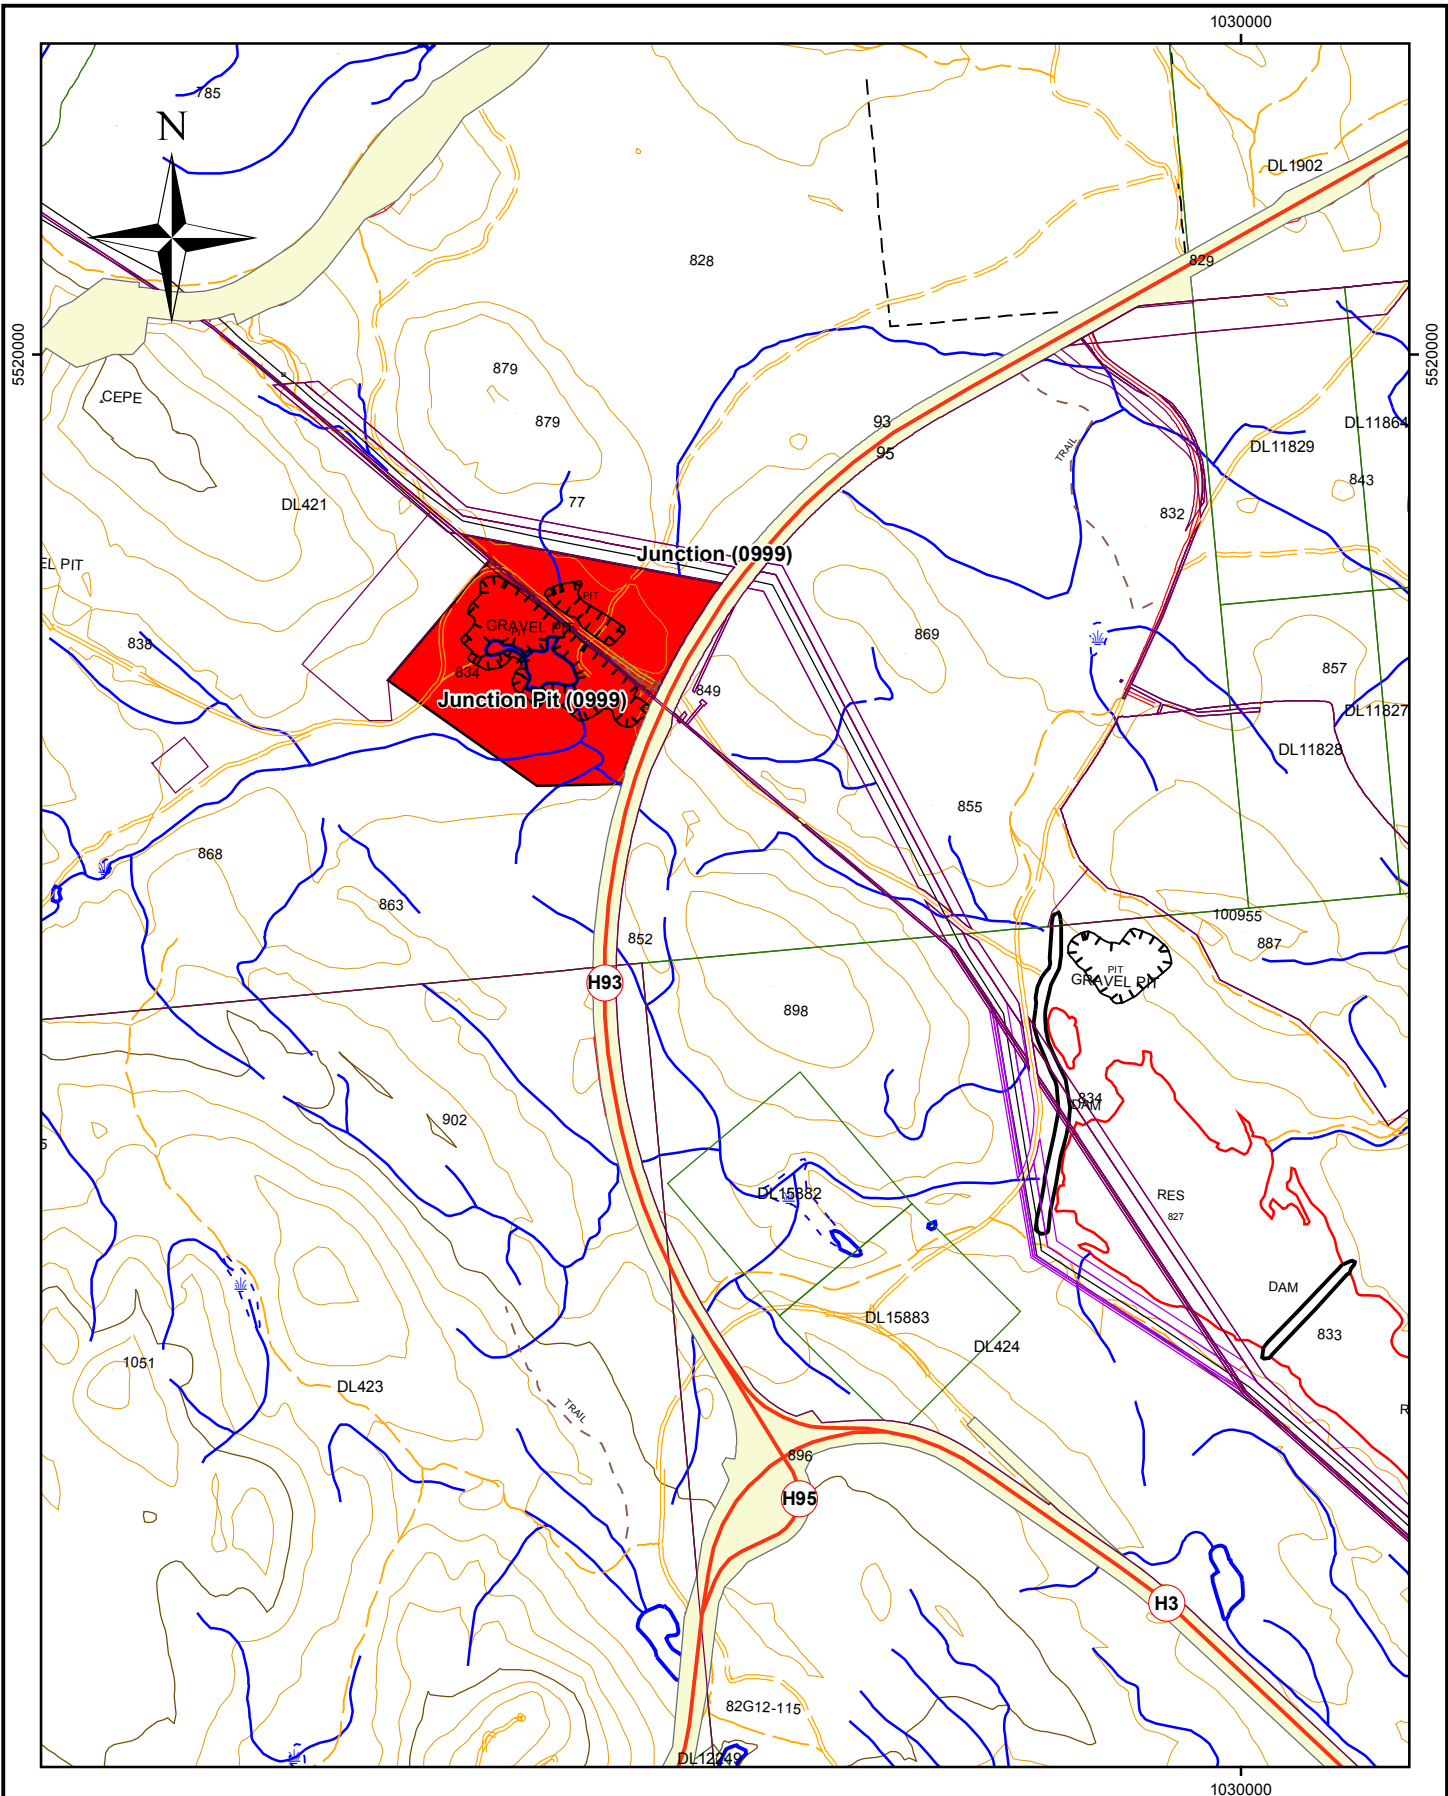 1030000
785
N
DL1902
828
829
5520000
5520000
879
CEPE
879
93
DL11864
95
DL11829
TRAIL
843
77
DL421
832
Junction (0999)
EL PIT
PIT
GRAVEL PIT
PIT
838
869
857
834
849
Junction Pit (0999)
DL11827
DL11828
855
868
863
100955
852
887
PIT
GRAVEL PIT
H93
898
834
DAM
902
DL15882
RES
827
DAM
DL15883
833
DL424
1051
DL423
TRAIL
R
896
H95
H3
82G12-115
DL12249
1030000